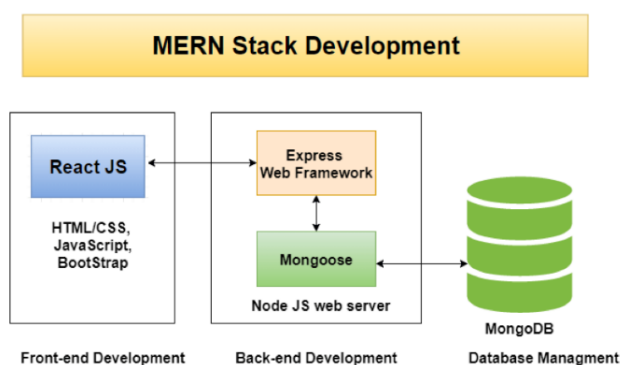 MERN Stack Development
React JS
HTML/CSS,
JavaScript,
BootStrap
Front-end Development
Express
Web Framework
Mongoose
Node JS web server
Back-end Development
MongoDB
Database Managment